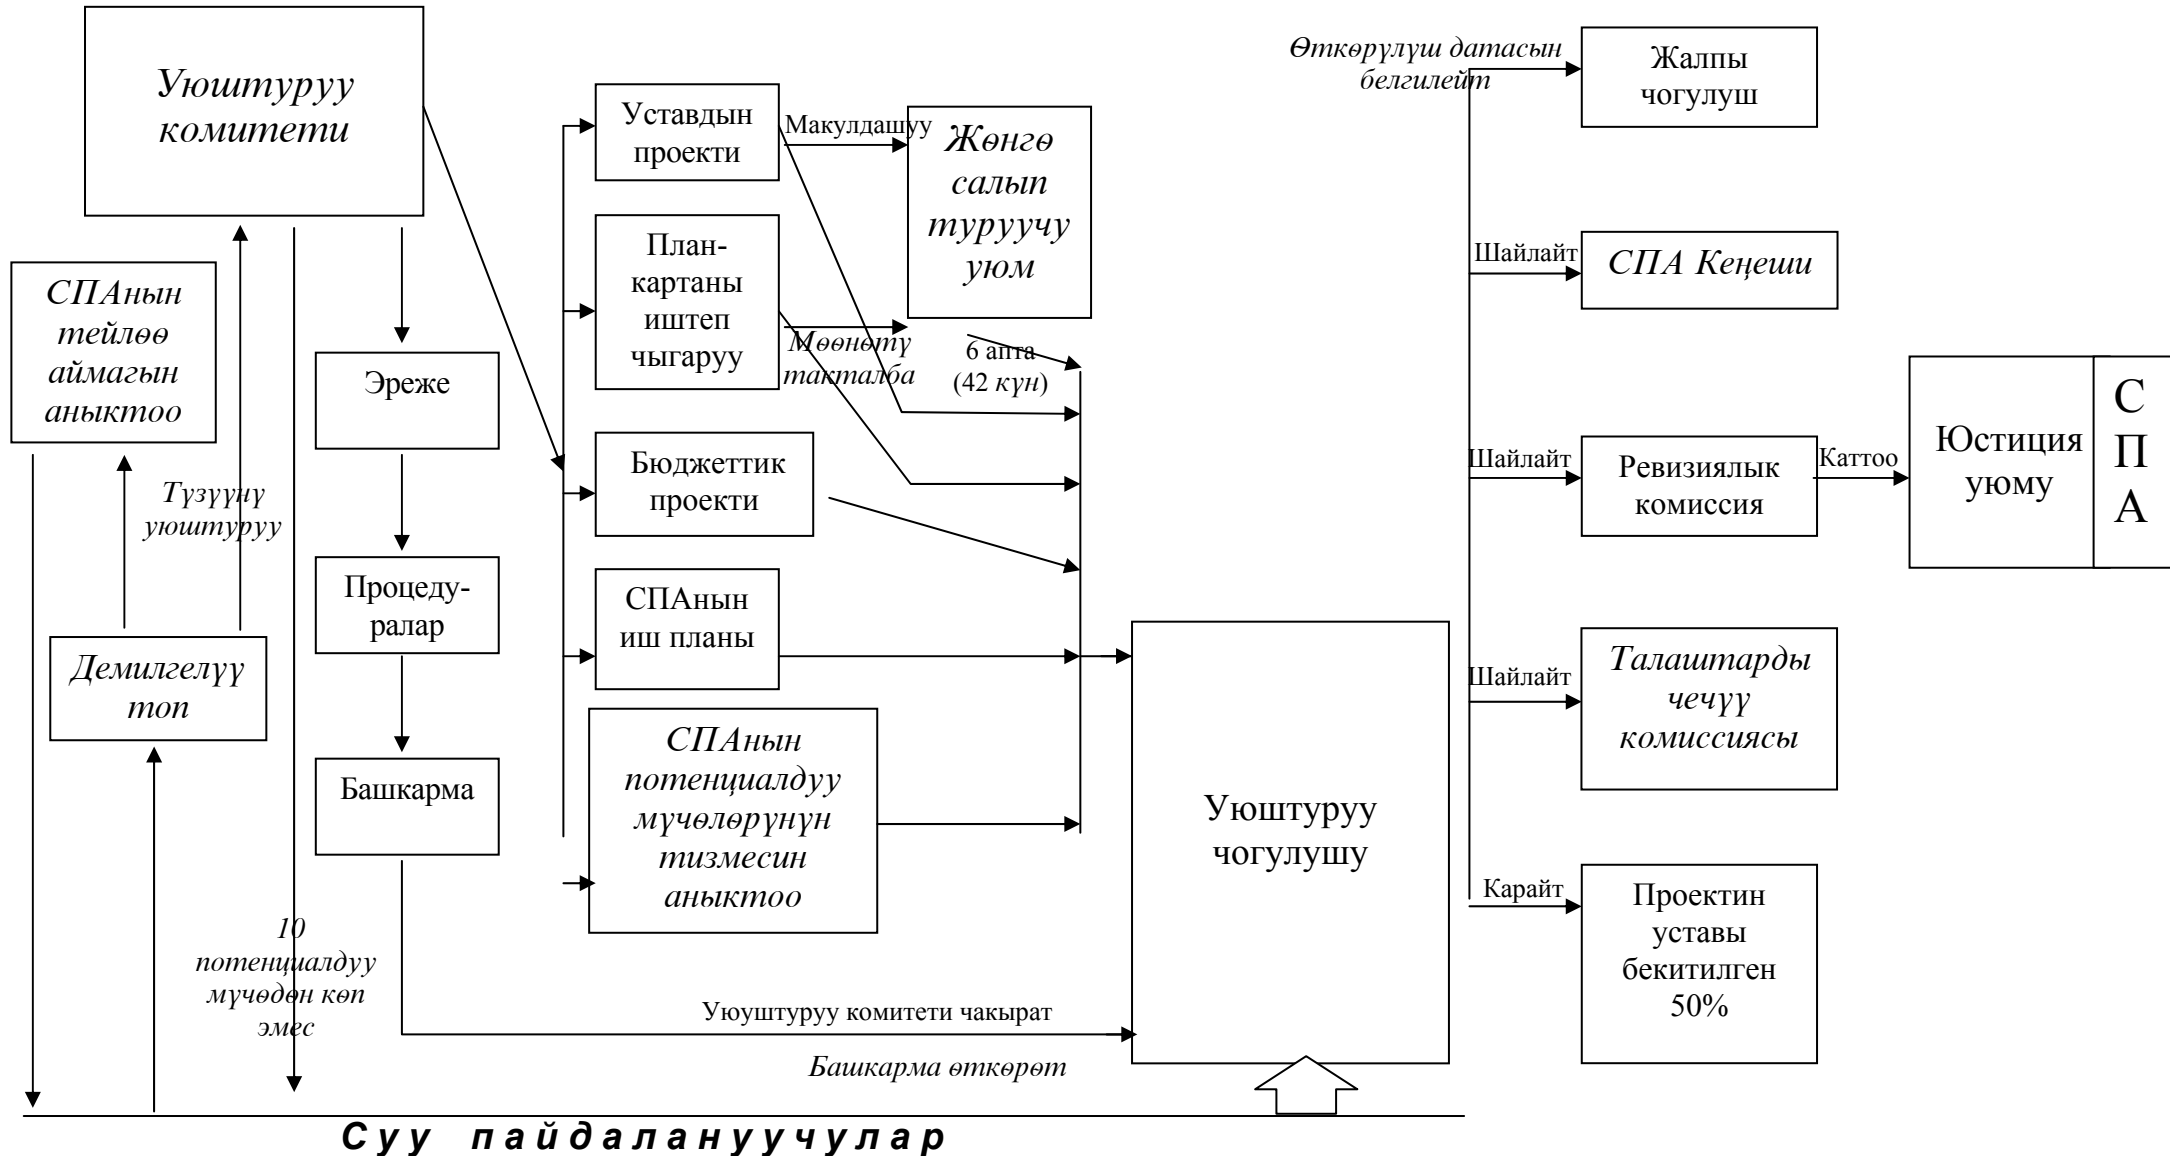 Уюштуруу
комитети
СПАнын
тейлөө
аймагын
аныктоо
Түзүүнү
уюштуруу
Демилгелүү
топ
10
потенциалдуу
мүчөдөн көп
эмес
Эреже
Процеду-
ралар
Башкарма
Уставдын
проекти
План-
картаны
иштеп
чыгаруу
Бюджеттик
проекти
СПАнын
иш планы
СПАнын
потенциалдуу
мүчөлөрүнүн
тизмесин
аныктоо
Макулдашуу
Жөнгө
салып
туруучу
уюм
Мөөнөтү
такталба
6 апта
(42 күн)
Уюуштуруу комитети чакырат
Башкарма өткөрөт
Уюштуруу
чогулушу
Өткөрүлүш датасын
белгилейт
Жалпы
чогулуш
Шайлайт
СПА Кеңеши
Шайлайт
Ревизиялык
комиссия
Каттоо
Юстиция
уюму
С
П
А
Шайлайт
Талаштарды
чечүү
комиссиясы
Карайт
Проектин
уставы
бекитилген
50%
Суу пайдалануучулар